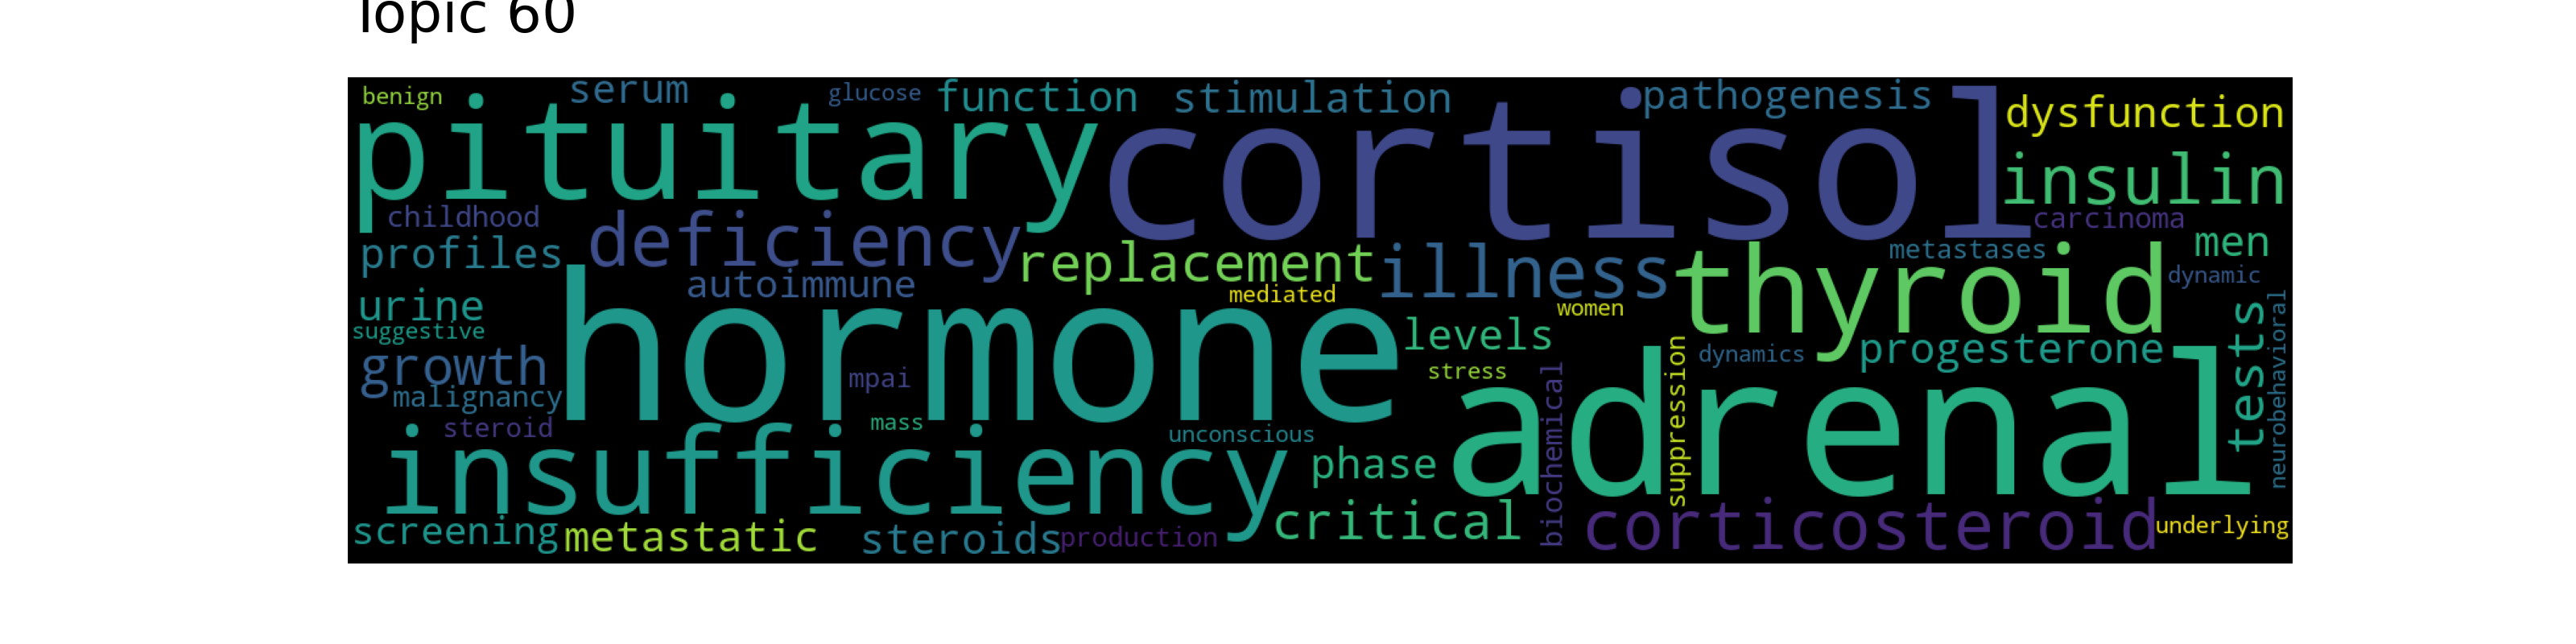 Topic 60
benign serum glucose function stimulation pathogenesis dysfunction
pituitary cortisol insulin
childhood deficiency carcinoma
profiles autoimmune replacement illness metastases men
mediated thyroid dynamic
urine hormone women
suggestive levels progesterone tests
growth mpai stress dynamics neurobehavioral
malignancy mass biochemical suppression adrenal
steroid unconscious
insufficiency phase
screening metastatic steroids production critical corticosteroid underlying